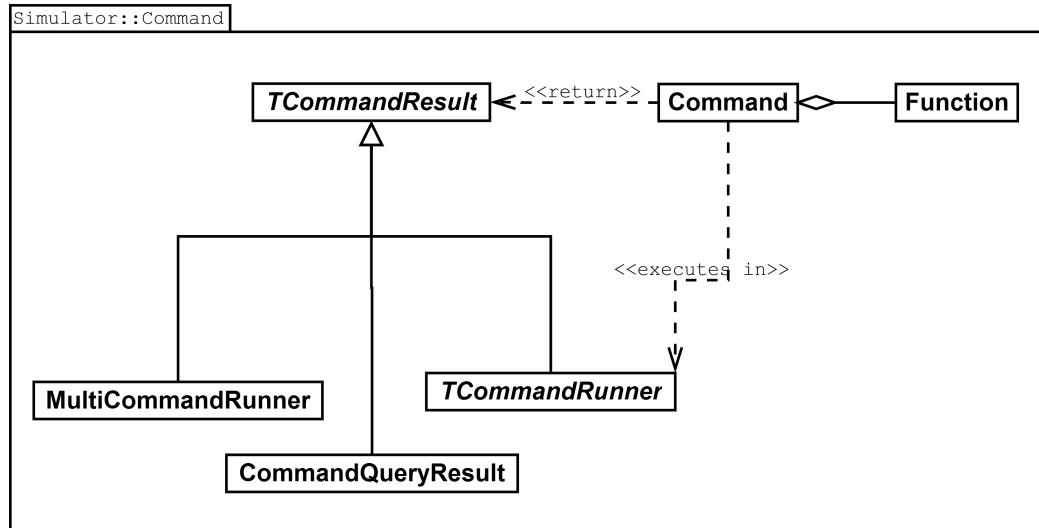 Simulator::Command
TCommandResult
<<return>>
Command
Function
<<executes in>>
MultiCommandRunner
TCommandRunner
CommandQueryResult